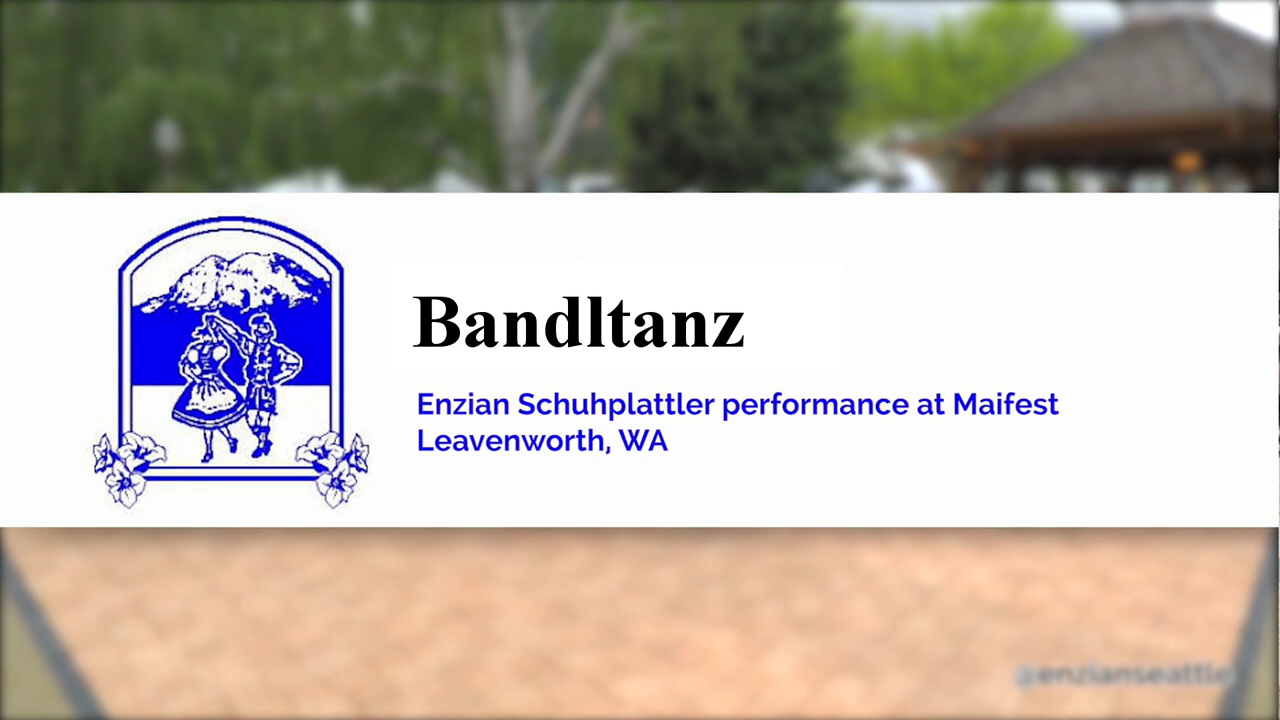 Bandltanz
Enzian Schuhplattler performance at Maifest
Leavenworth, WA
@enzianseattle